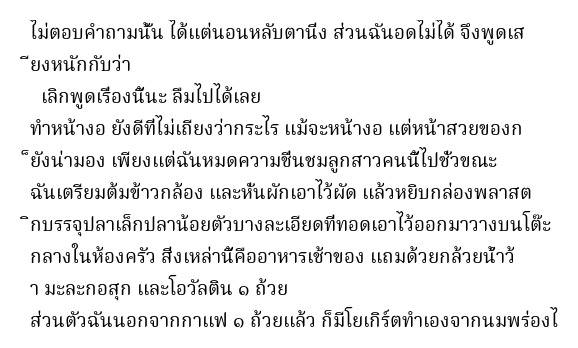 ไม่ตอบคำถามนั้น ได้แต่นอนหลับตานิ่ง ส่วนฉันอดไม่ได้ จึงพูดเส
ียงหนักกับว่า
เลิกพูดเรื่องนี้นะ ลืมไปได้เลย
ทำหน้างอ ยังดีที่ไม่เถียงว่ากระไร แม้จะหน้างอ แต่หน้าสวยของก
็ยังน่ามอง เพียงแต่ฉันหมดความชื่นชมลูกสาวคนนี้ไปชั่วขณะ
ฉันเตรียมต้มข้าวกล้อง และหั่นผักเอาไว้ผัด แล้วหยิบกล่องพลาสต
ิกบรรจุปลาเล็กปลาน้อยตัวบางละเอียดที่ทอดเอาไว้ออกมาวางบนโต๊ะ
กลางในห้องครัว สิ่งเหล่านี้คืออาหารเช้าของ แถมด้วยกล้วยน้ำว้
า มะละกอสุก และโอวัลติน ๑ ถ้วย
ส่วนตัวฉันนอกจากกาแฟ ๑ ถ้วยแล้ว ก็มีโยเกิร์ตทำเองจากนมพร่องไ